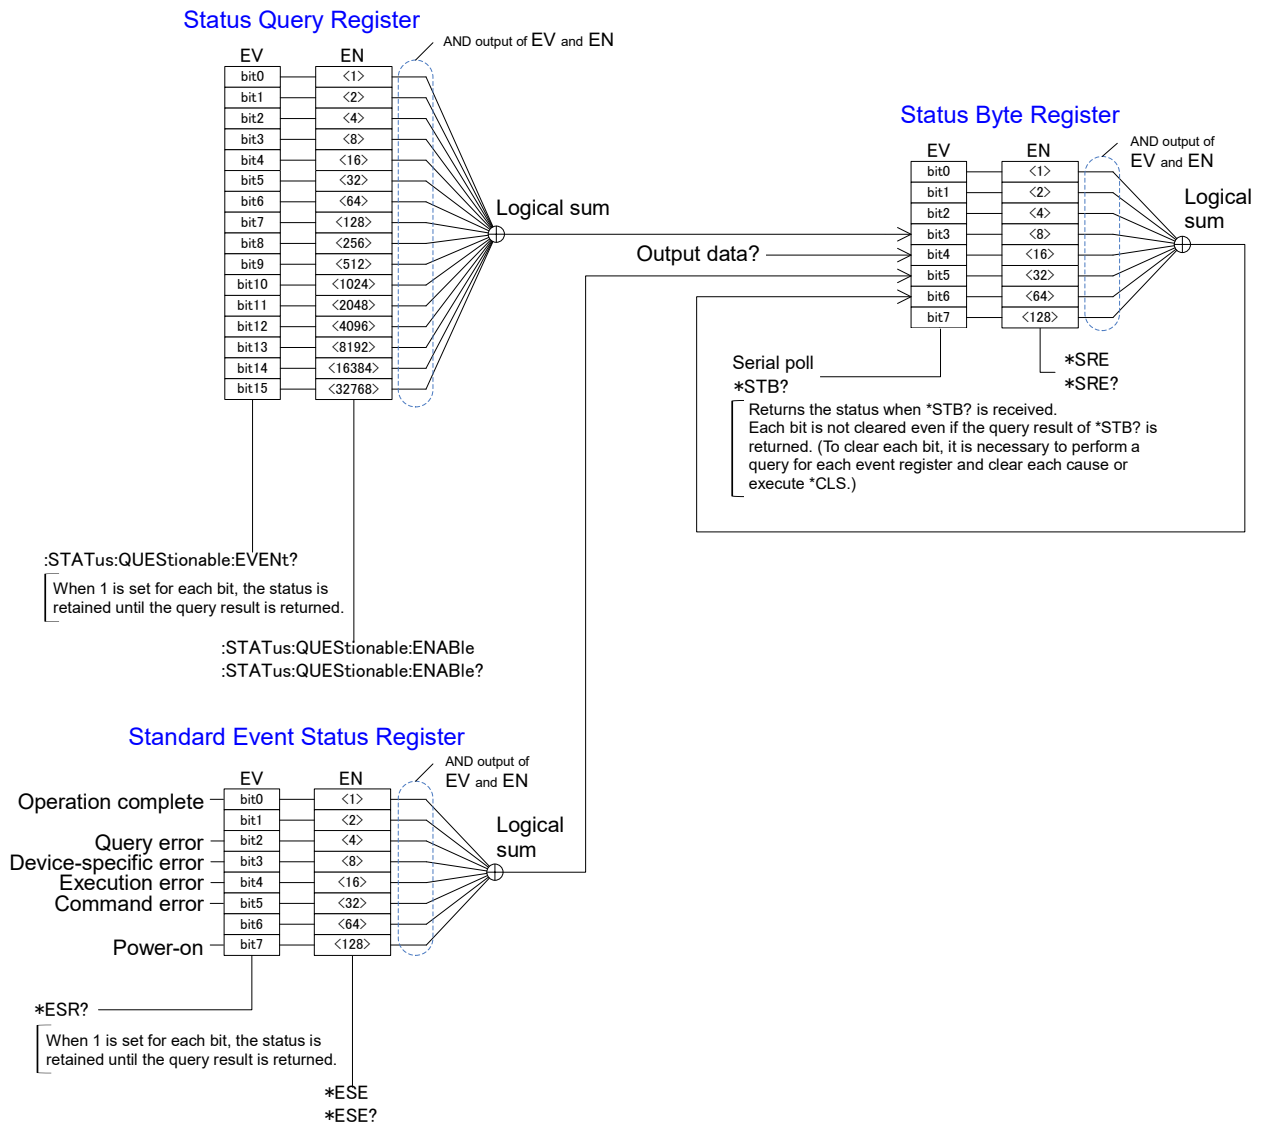 Status Query Register
AND output of EV and EN
EV EN
bit0 <1>
bit1 <2>
bit2 <4>
bit3 <8>
bit4 <16>
bit5 <32>
bit6 <64>
bit7 <128>
bit8 <256>
bit9 <512>
bit10 <1024>
bit11 <2048>
bit12 <4096>
bit13 <8192>
bit14 <16384>
bit15 <32768>
Logical sum
:STATus:QUEStionable:EVENt?
When 1 is set for each bit, the status is
retained until the query result is returned.
:STATus:QUEStionable:ENABle
:STATus:QUEStionable:ENABle?
Status Byte Register
AND output of
EV and EN
EV EN
bit0 <1>
bit1 <2>
bit2 <4>
bit3 <8>
bit4 <16>
bit5 <32>
bit6 <64>
bit7 <128>
Logical
sum
Output data?
Serial poll
*STB?
*SRE
*SRE?
Returns the status when *STB? is received.
Each bit is not cleared even if the query result of *STB? is
returned. (To clear each bit, it is necessary to perform a
query for each event register and clear each cause or
execute *CLS.)
Standard Event Status Register
AND output of
EV and EN
EV EN
Operation complete bit0 <1>
bit1 <2>
Query error bit2 <4>
Device-specific error bit3 <8>
Execution error bit4 <16>
Command error bit5 <32>
bit6 <64>
Power-on bit7 <128>
Logical
sum
*ESR?
When 1 is set for each bit, the status is
retained until the query result is returned.
*ESE
*ESE?